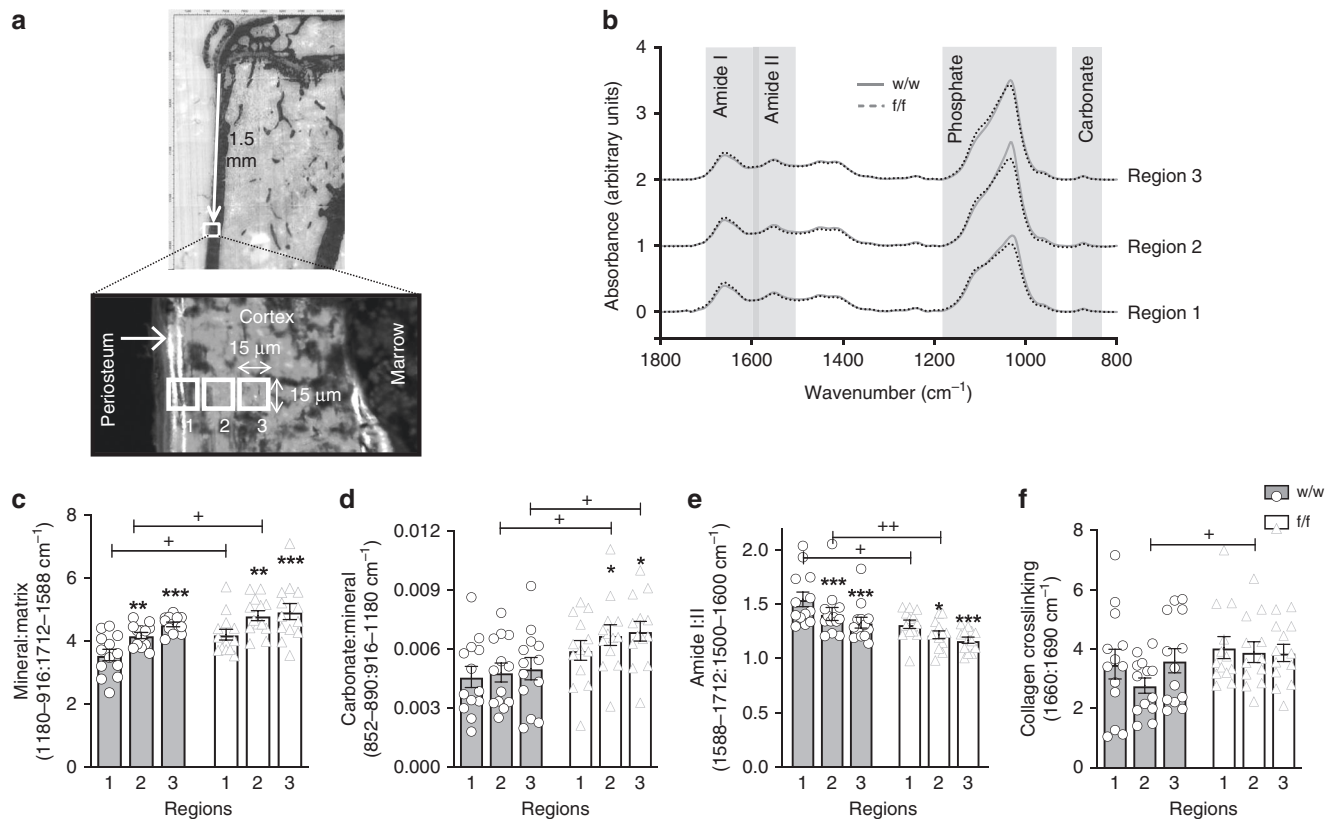 a
1.5
mm
Cortex
15 μm
15 μm
Periosteum
Marrow
1 2 3
b
Absorbance (arbitrary units)
4
3
2
1
0
Amide I
Amide II
Phosphate
Carbonate
w/w
f/f
Region 3
Region 2
Region 1
1800 1600 1400 1200 1000 800
Wavenumber (cm⁻¹)
c
Mineral:matrix
(1180–916:1712–1588 cm⁻¹)
8
6
4
2
0
+
+
** *** ** ***
1 2 3 1 2 3
Regions
d
Carbonate:mineral
(852–890:916–1180 cm⁻¹)
0.012
0.009
0.006
0.003
0.000
+
+
* *
1 2 3 1 2 3
Regions
e
Amide I:II
(1588–1712:1500–1600 cm⁻¹)
2.0
1.5
1.0
0.5
0.0
++
+
*** *** * ***
1 2 3 1 2 3
Regions
f
Collagen crosslinking
(1660:1690 cm⁻¹)
8
6
4
2
0
+
w/w
f/f
1 2 3 1 2 3
Regions